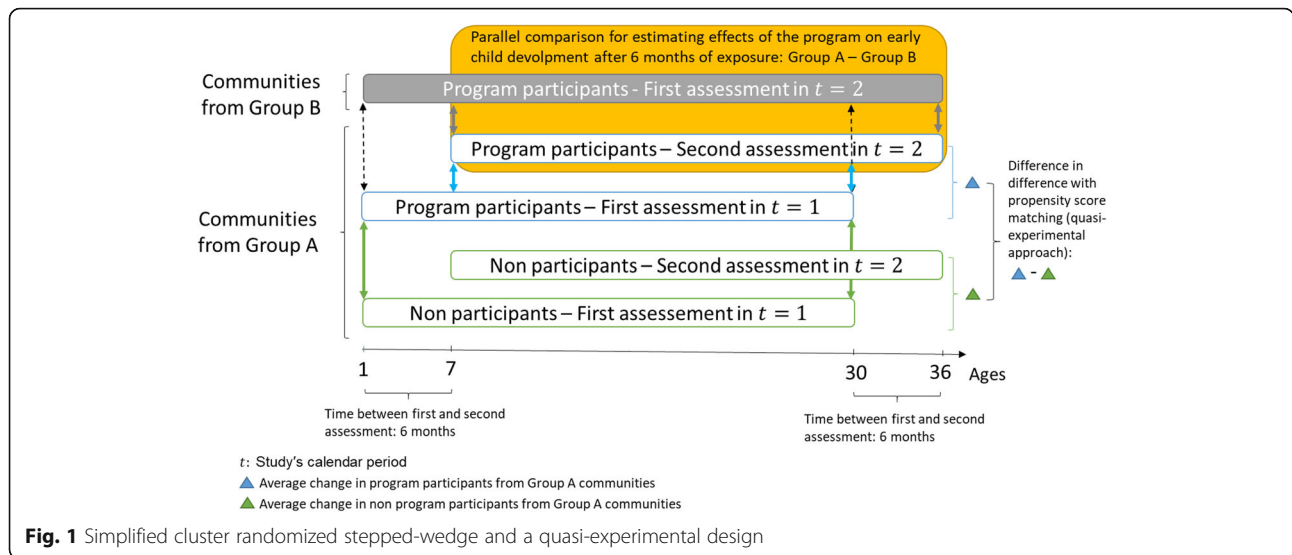 Parallel comparison for estimating effects of the program on early
child devolpment after 6 months of exposure: Group A – Group B
Communities
from Group B
Program participants - First assessment in t = 2
Program participants – Second assessment in t = 2
Program participants – First assessment in t = 1
Communities
from Group A
Non participants – Second assessment in t = 2
Non participants – First assessement in t = 1
Difference in
difference with
propensity score
matching (quasi-
experimental
approach):
-
1
7
30
36
Ages
Time between first and second
assessment: 6 months
Time between first and second
assessment: 6 months
t: Study's calendar period
Average change in program participants from Group A communities
Average change in non program participants from Group A communities
Fig. 1 Simplified cluster randomized stepped-wedge and a quasi-experimental design